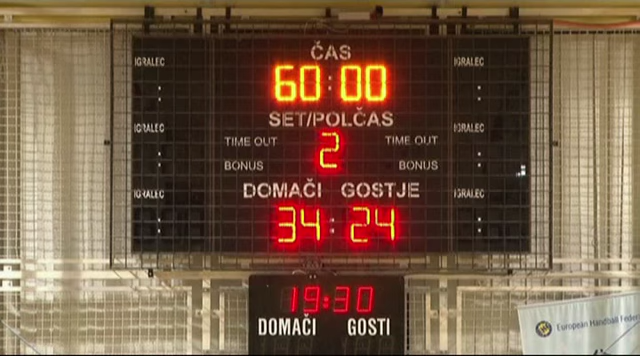 ČAS
IGRALEC IGRALEC
60:00
SET/POLČAS
IGRALEC IGRALEC
TIME OUT 2 TIME OUT
BONUS BONUS
DOMAČI GOSTJE
IGRALEC IGRALEC
34:24
19:30
DOMAČI GOSTI
European Handball